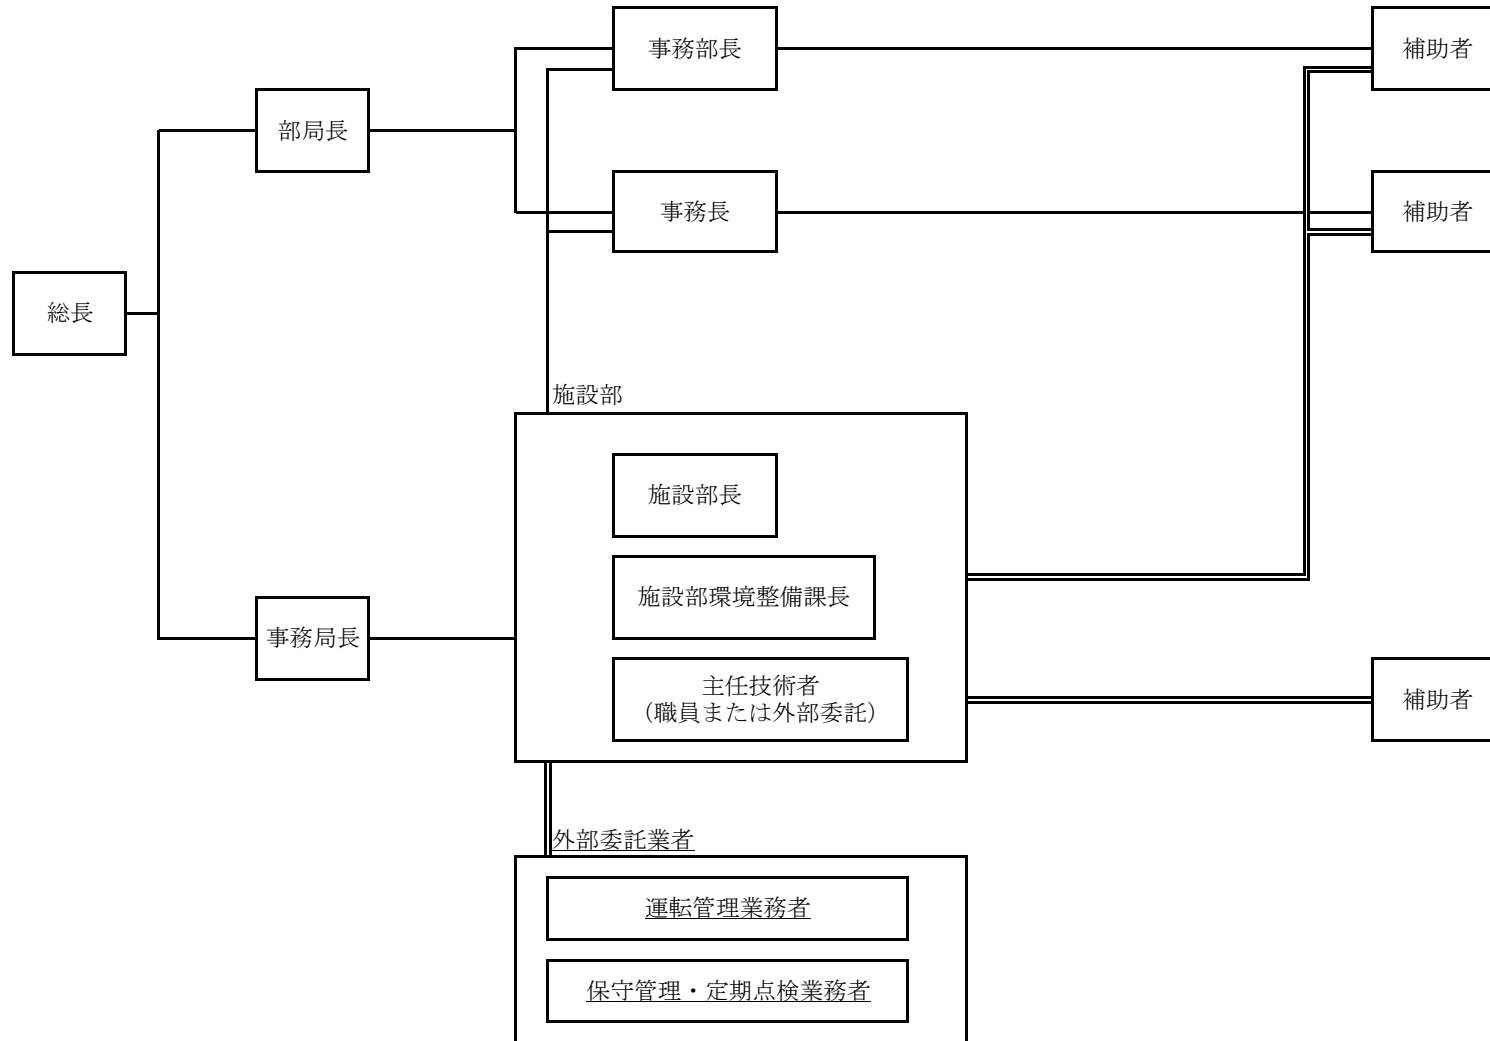 事務部長
補助者
部局長
事務長
補助者
総長
施設部
施設部長
施設部環境整備課長
事務局長
主任技術者
（職員または外部委託）
補助者
外部委託業者
運転管理業務者
保守管理・定期点検業務者